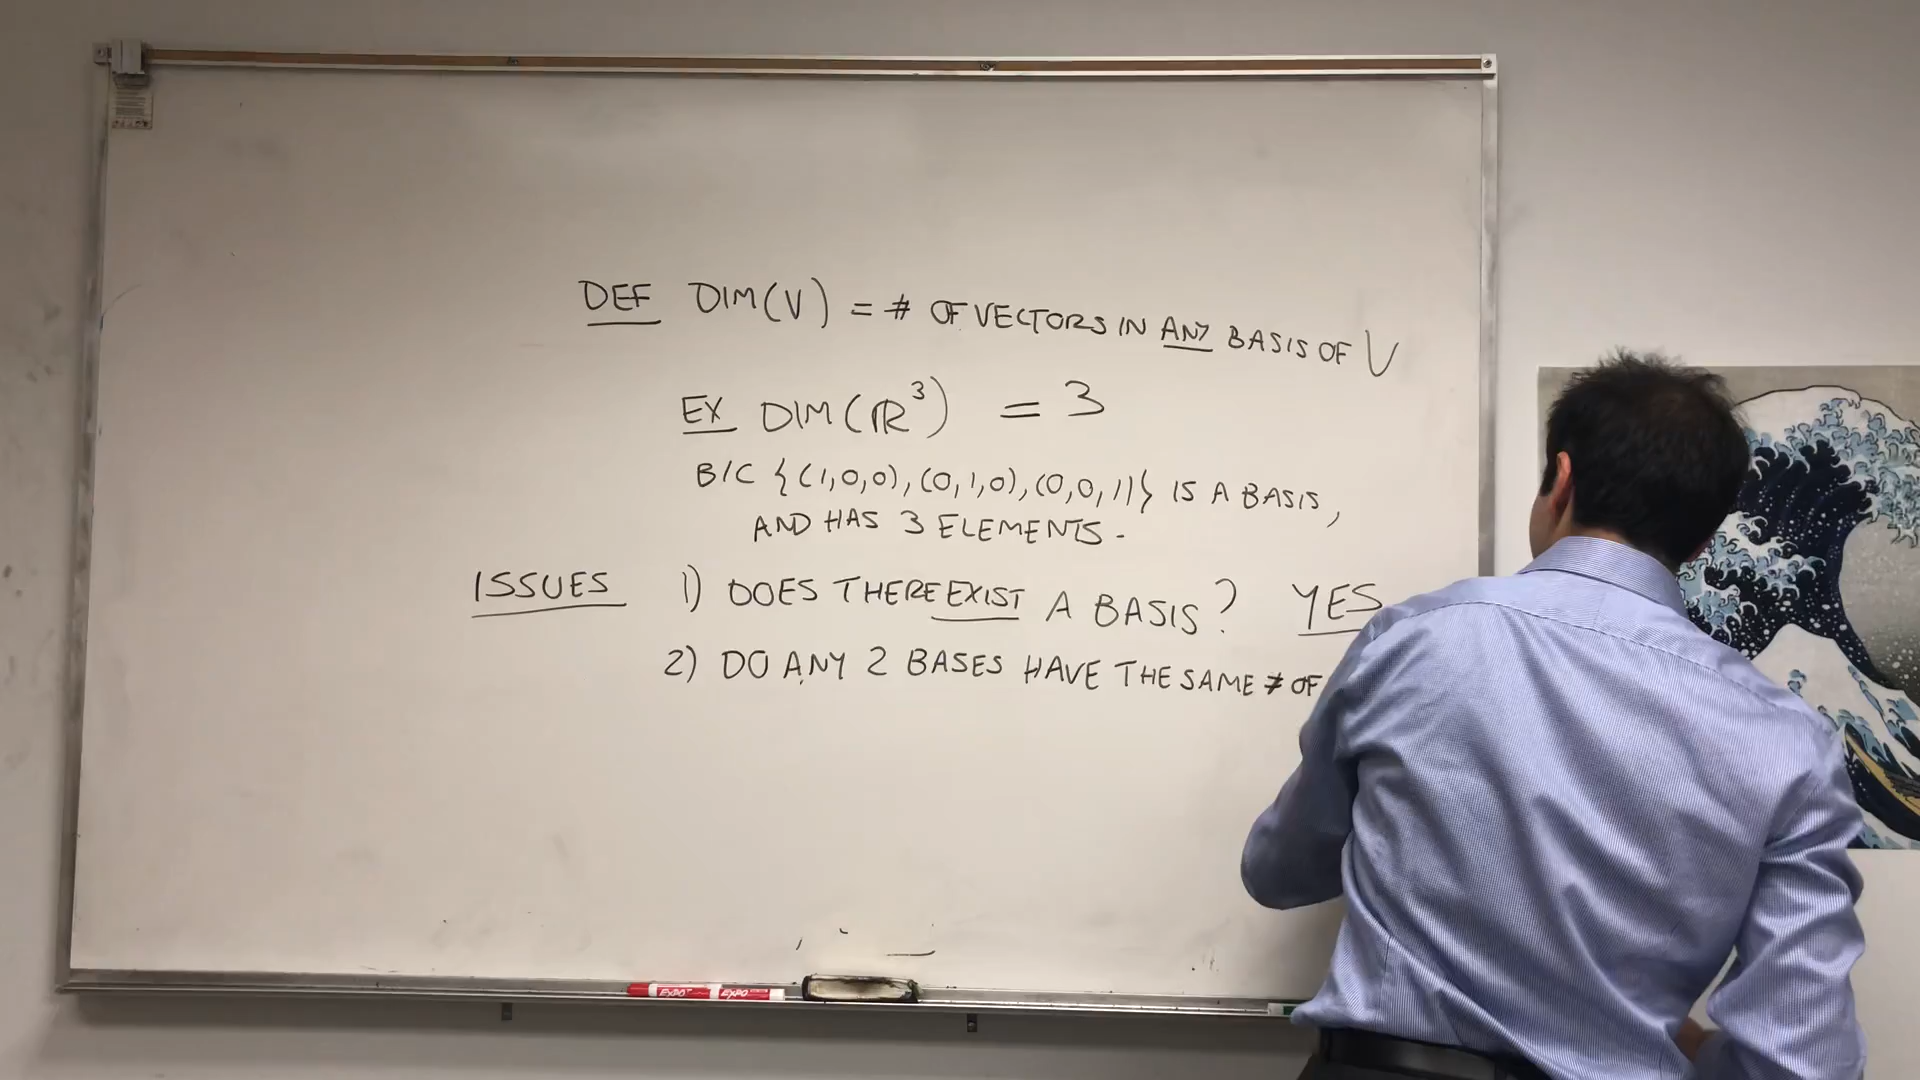 DEF DIM(V) = # OF VECTORS IN ANY BASIS OF V
EX DIM(ℝ³) = 3
B/C {(1,0,0),(0,1,0),(0,0,1)} IS A BASIS,
AND HAS 3 ELEMENTS.
ISSUES 1) DOES THERE EXIST A BASIS? YES
2) DO ANY 2 BASES HAVE THE SAME # OF
EXPO EXPO